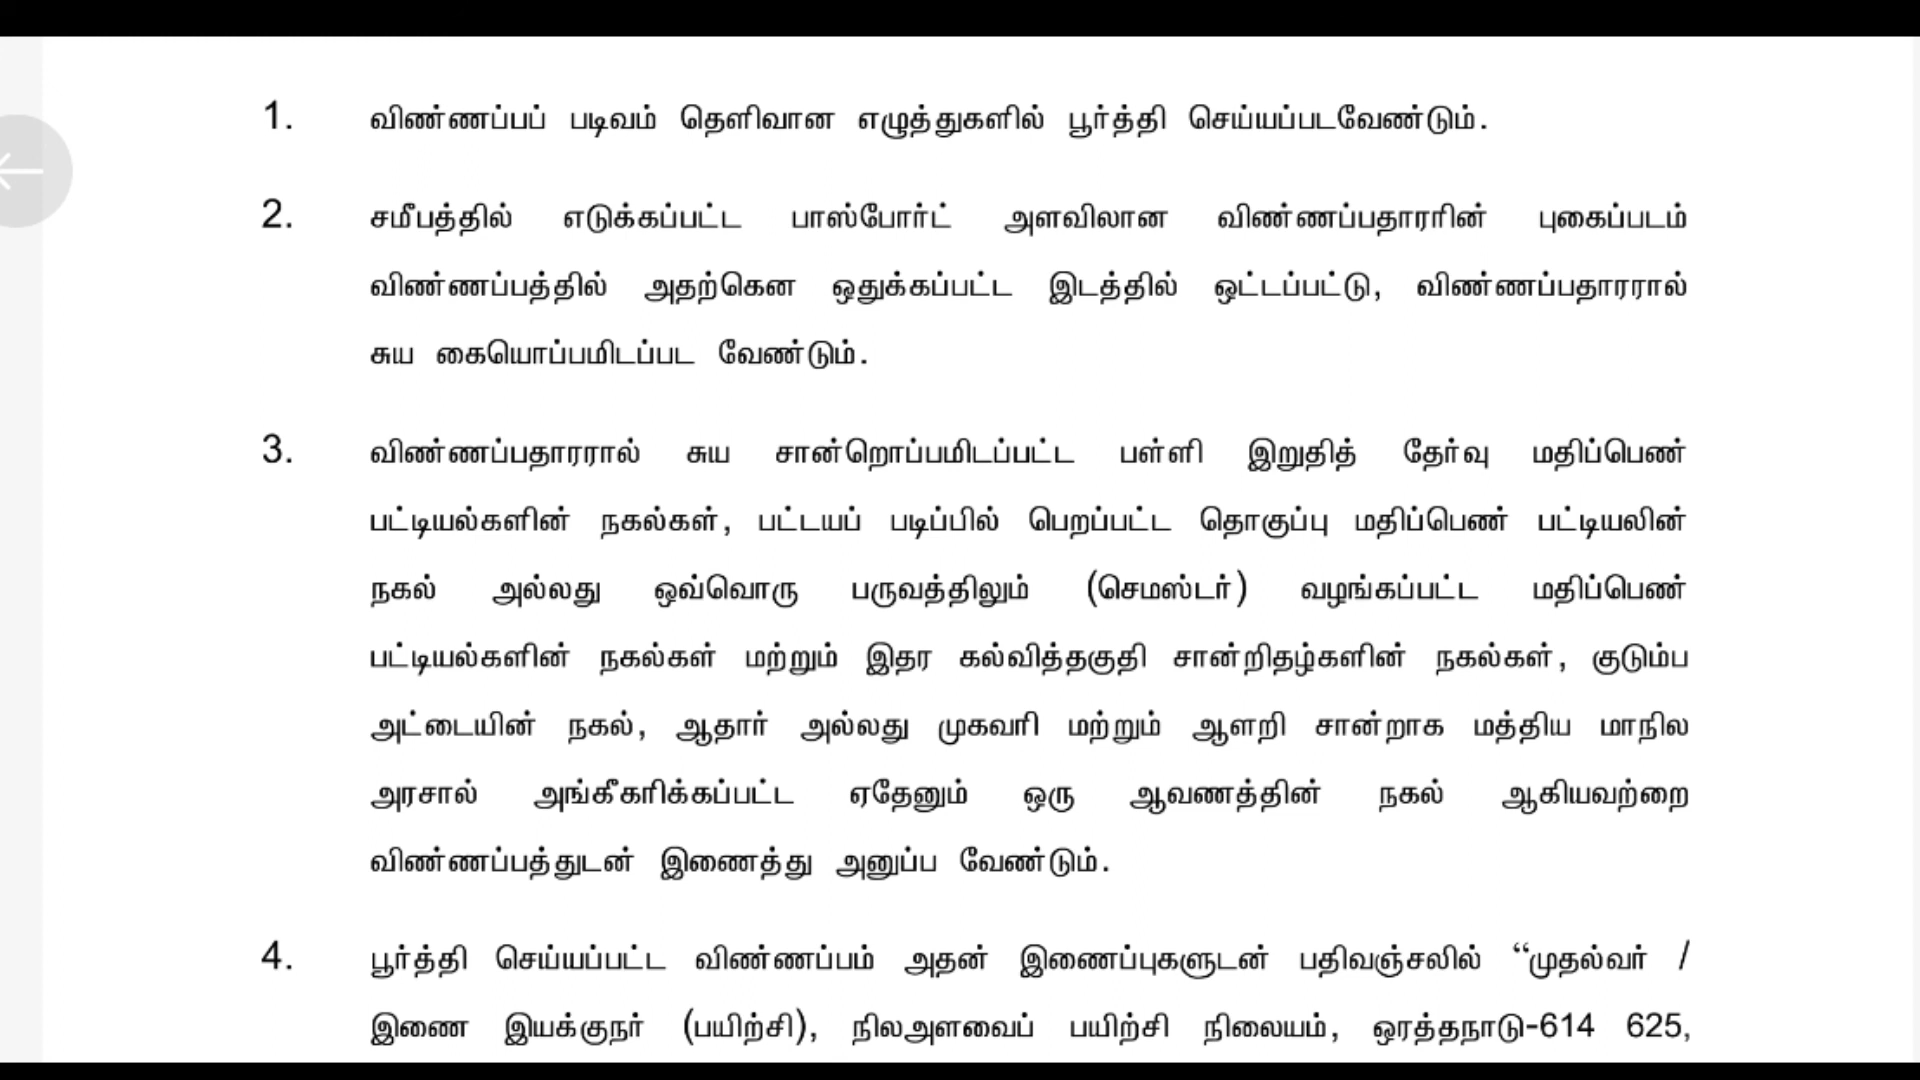 1. விண்ணப்பப் படிவம் தெளிவான எழுத்துகளில் பூர்த்தி செய்யப்படவேண்டும்.
2. சமீபத்தில் எடுக்கப்பட்ட பாஸ்போர்ட் அளவிலான விண்ணப்பதாரரின் புகைப்படம்
விண்ணப்பத்தில் அதற்கென ஒதுக்கப்பட்ட இடத்தில் ஒட்டப்பட்டு, விண்ணப்பதாரரால்
சுய கையொப்பமிடப்பட வேண்டும்.
3. விண்ணப்பதாரரால் சுய சான்றொப்பமிடப்பட்ட பள்ளி இறுதித் தேர்வு மதிப்பெண்
பட்டியல்களின் நகல்கள், பட்டயப் படிப்பில் பெறப்பட்ட தொகுப்பு மதிப்பெண் பட்டியலின்
நகல் அல்லது ஒவ்வொரு பருவத்திலும் (செமஸ்டர்) வழங்கப்பட்ட மதிப்பெண்
பட்டியல்களின் நகல்கள் மற்றும் இதர கல்வித்தகுதி சான்றிதழ்களின் நகல்கள், குடும்ப
அட்டையின் நகல், ஆதார் அல்லது முகவரி மற்றும் ஆளறி சான்றாக மத்திய மாநில
அரசால் அங்கீகரிக்கப்பட்ட ஏதேனும் ஒரு ஆவணத்தின் நகல் ஆகியவற்றை
விண்ணப்பத்துடன் இணைத்து அனுப்ப வேண்டும்.
4. பூர்த்தி செய்யப்பட்ட விண்ணப்பம் அதன் இணைப்புகளுடன் பதிவஞ்சலில் “முதல்வர் /
இணை இயக்குநர் (பயிற்சி), நிலஅளவைப் பயிற்சி நிலையம், ஒரத்தநாடு-614 625,